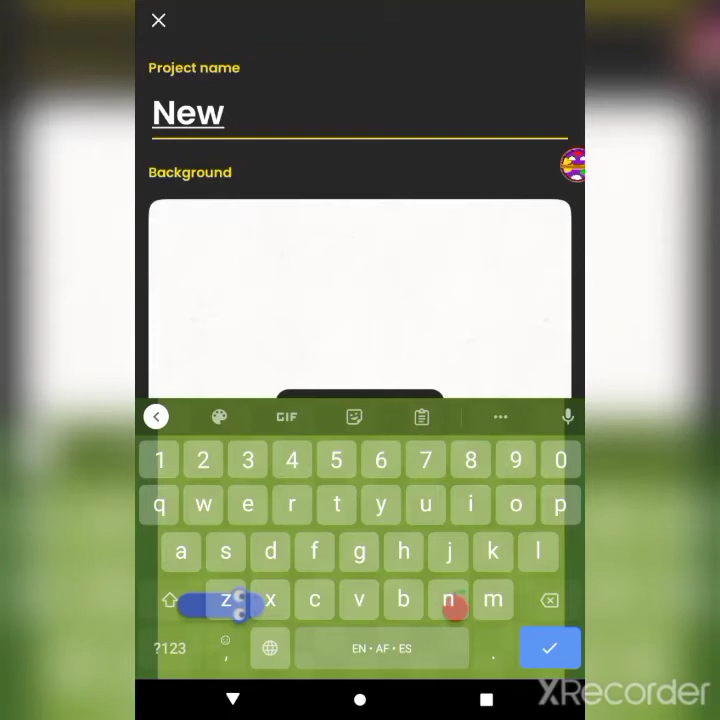 Project name
New
Background
GIF
1 2 3 4 5 6 7 8 9 0
q w e r t y u i o p
a s d f g h j k l
z x c v b n m
?123 , EN • AF • ES .
XRecorder